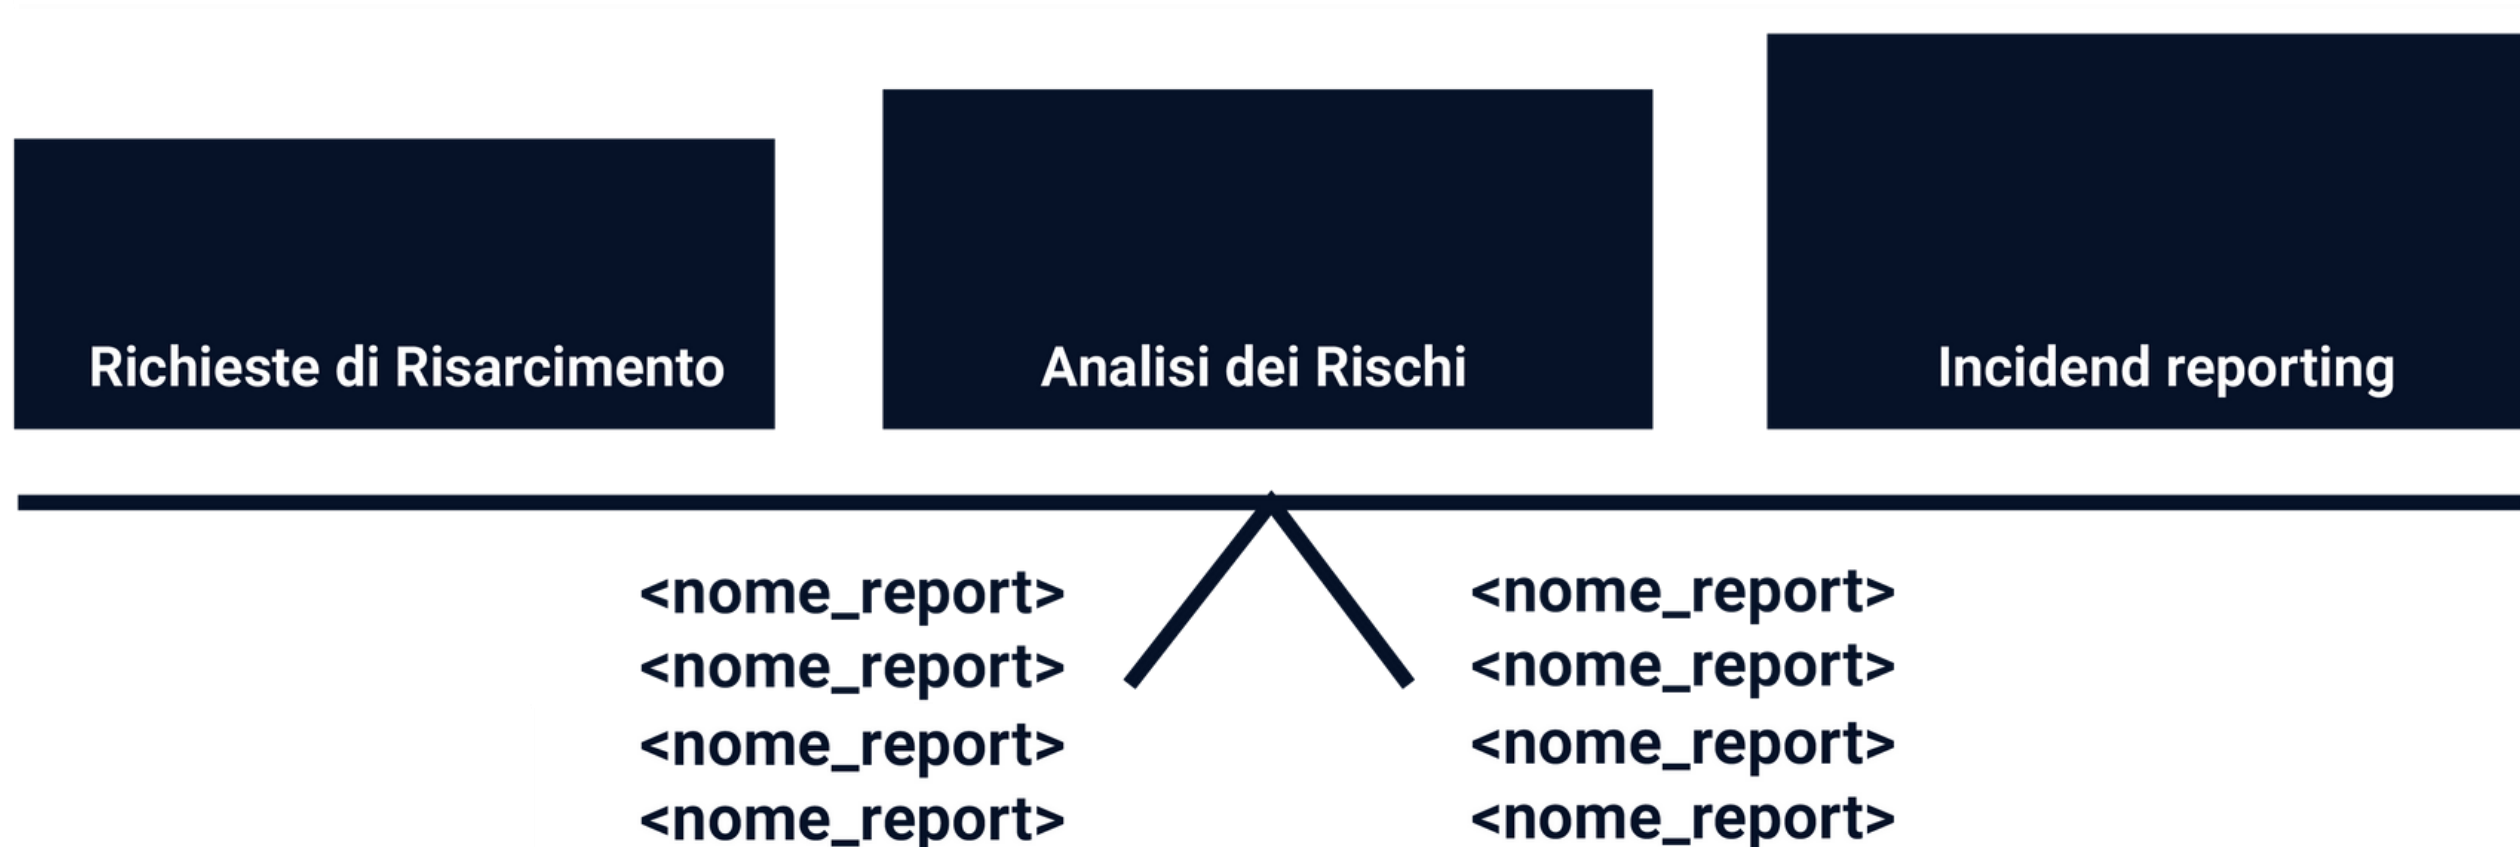 Richieste di Risarcimento
Analisi dei Rischi
Incidend reporting
<nome_report>
<nome_report>
<nome_report>
<nome_report>
<nome_report>
<nome_report>
<nome_report>
<nome_report>